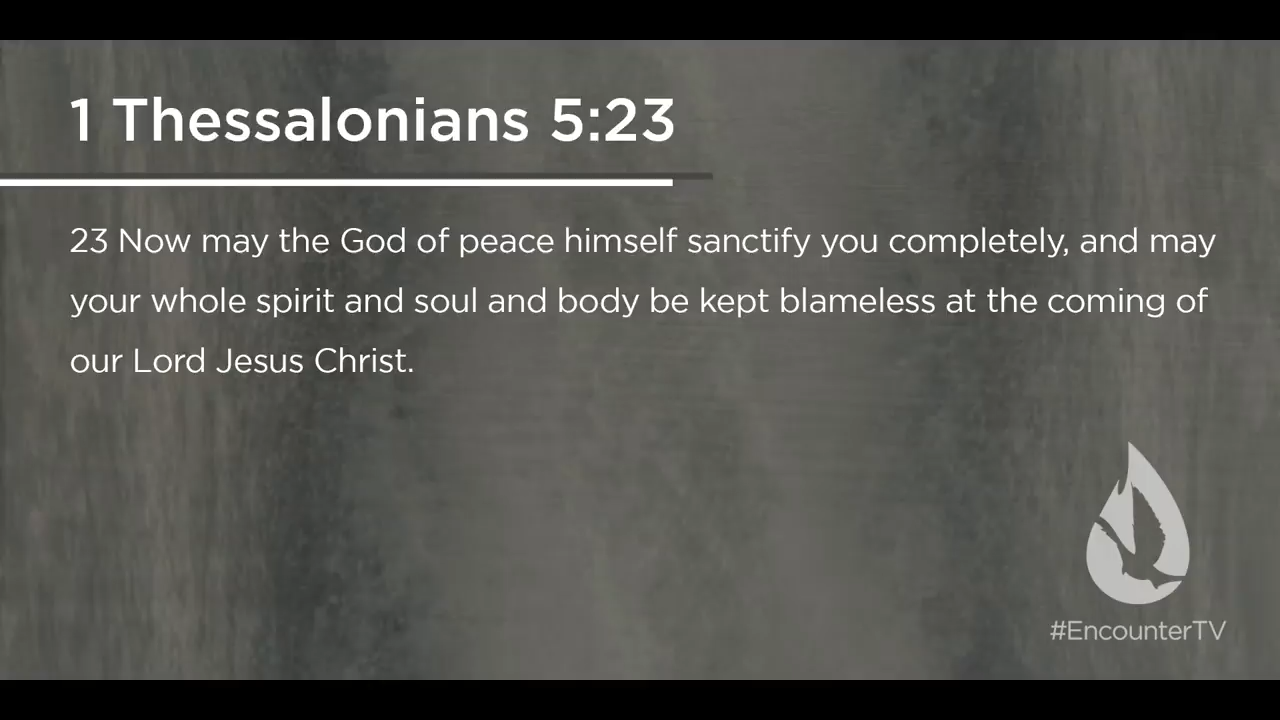 1 Thessalonians 5:23
23 Now may the God of peace himself sanctify you completely, and may
your whole spirit and soul and body be kept blameless at the coming of
our Lord Jesus Christ.
#EncounterTV